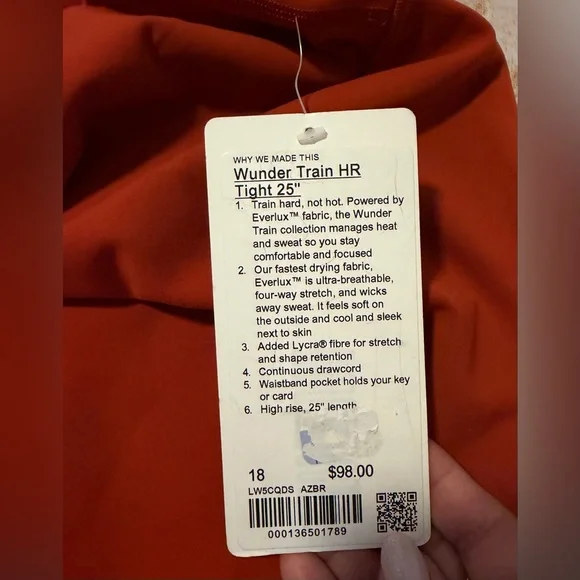 WHY WE MADE THIS
Wunder Train HR
Tight 25"
1. Train hard, not hot. Powered by
Everlux™ fabric, the Wunder
Train collection manages heat
and sweat so you stay
comfortable and focused
2. Our fastest drying fabric,
Everlux™ is ultra-breathable,
four-way stretch, and wicks
away sweat. It feels soft on
the outside and cool and sleek
next to skin
3. Added Lycra® fibre for stretch
and shape retention
4. Continuous drawcord
5. Waistband pocket holds your key
or card
6. High rise, 25" length
18 $98.00
LW5CQDS AZBR
000136501789